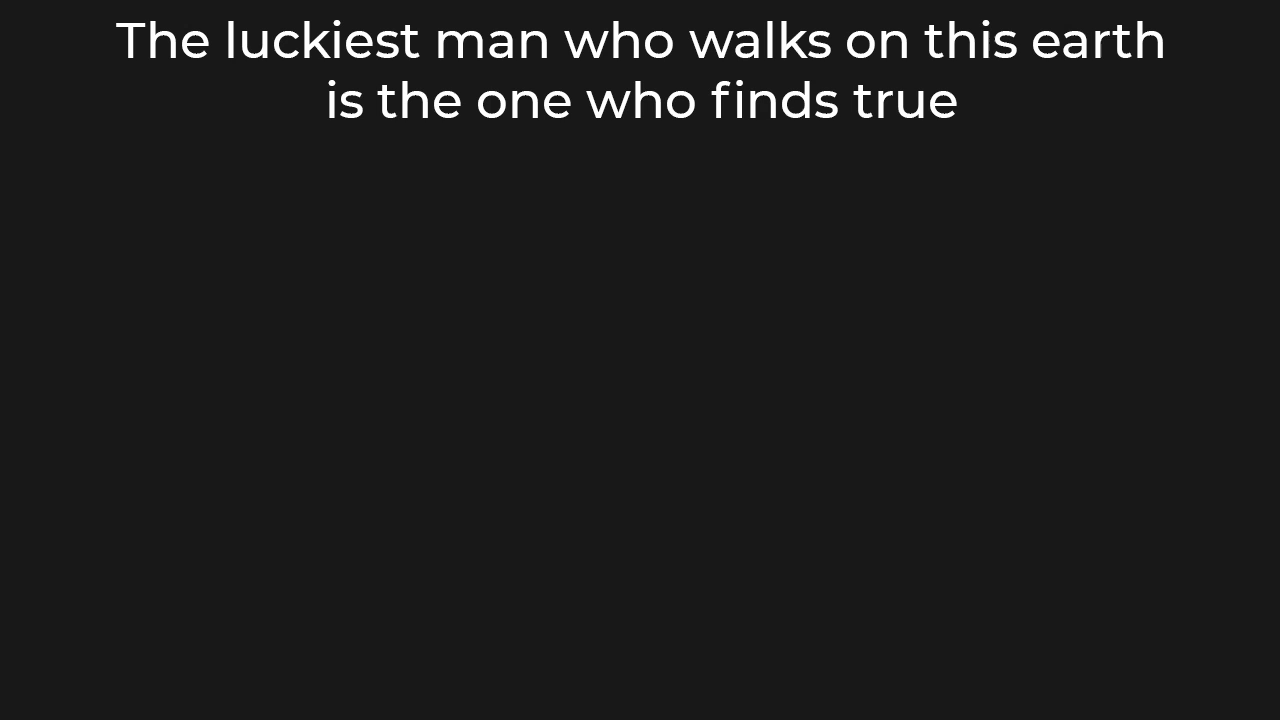 The luckiest man who walks on this earth
is the one who finds true